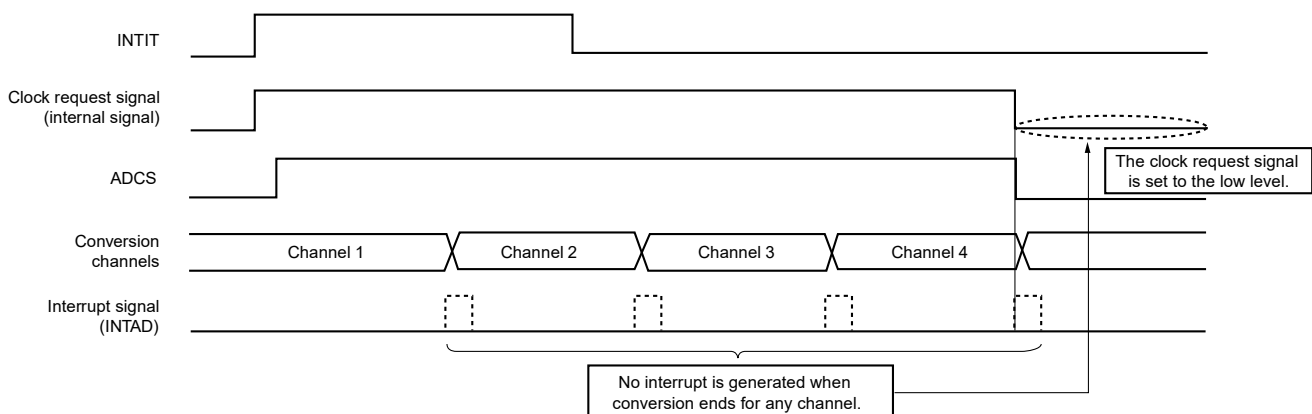 INTIT
Clock request signal
(internal signal)
The clock request signal
is set to the low level.
ADCS
Conversion
channels
Channel 1
Channel 2
Channel 3
Channel 4
Interrupt signal
(INTAD)
No interrupt is generated when
conversion ends for any channel.